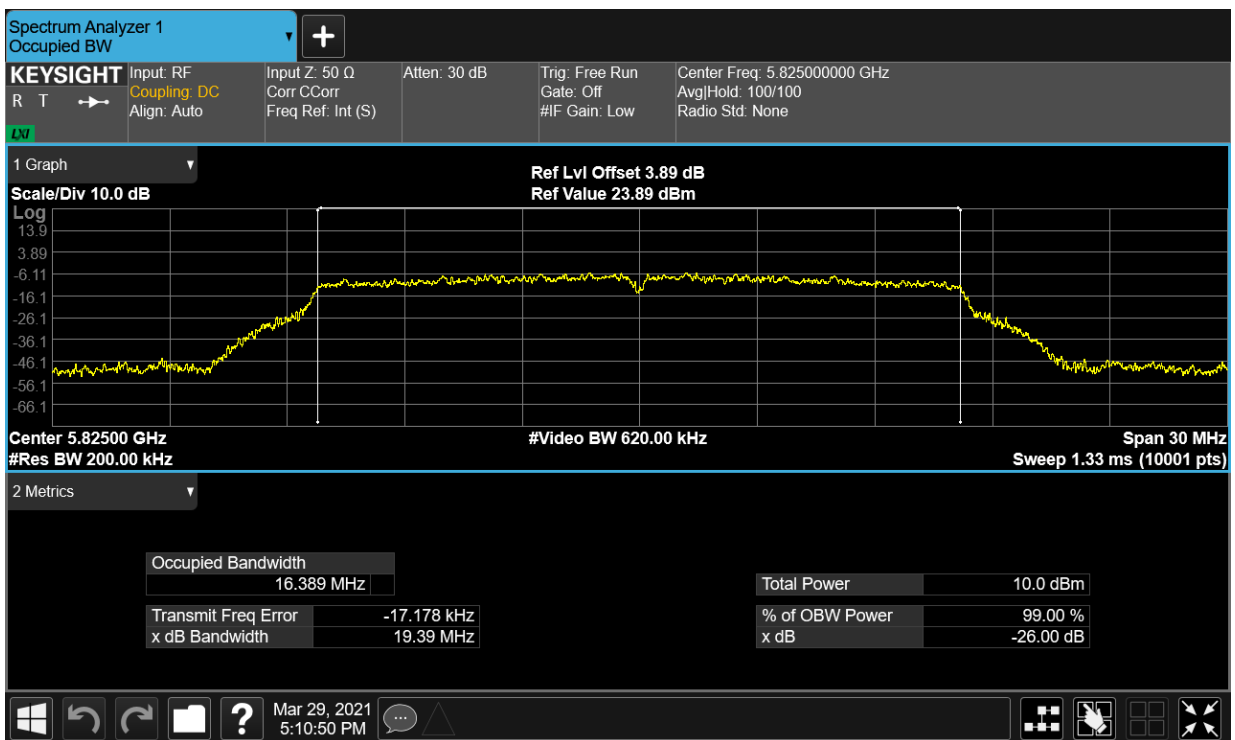 Spectrum Analyzer 1
Occupied BW
KEYSIGHT
R T
LXI
Input: RF
Coupling: DC
Align: Auto
Input Z: 50 Ω
Corr CCorr
Freq Ref: Int (S)
Atten: 30 dB
Trig: Free Run
Gate: Off
#IF Gain: Low
Center Freq: 5.825000000 GHz
Avg|Hold: 100/100
Radio Std: None
1 Graph
Scale/Div 10.0 dB
Ref Lvl Offset 3.89 dB
Ref Value 23.89 dBm
Log
13.9
3.89
-6.11
-16.1
-26.1
-36.1
-46.1
-56.1
-66.1
Center 5.82500 GHz
#Res BW 200.00 kHz
#Video BW 620.00 kHz
Span 30 MHz
Sweep 1.33 ms (10001 pts)
2 Metrics
Occupied Bandwidth
16.389 MHz
Transmit Freq Error -17.178 kHz
x dB Bandwidth 19.39 MHz
Total Power 10.0 dBm
% of OBW Power 99.00 %
x dB -26.00 dB
?
Mar 29, 2021
5:10:50 PM